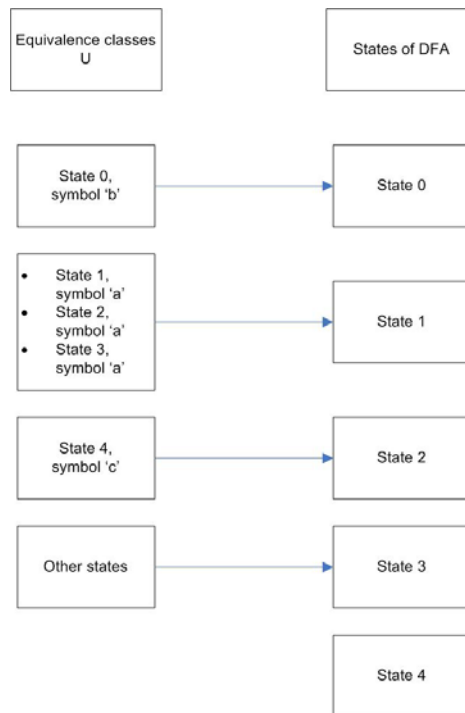 Equivalence classes
U
States of DFA
State 0,
symbol ‘b’
State 0
• State 1,
symbol ‘a’
• State 2,
symbol ‘a’
• State 3,
symbol ‘a’
State 1
State 4,
symbol ‘c’
State 2
Other states
State 3
State 4